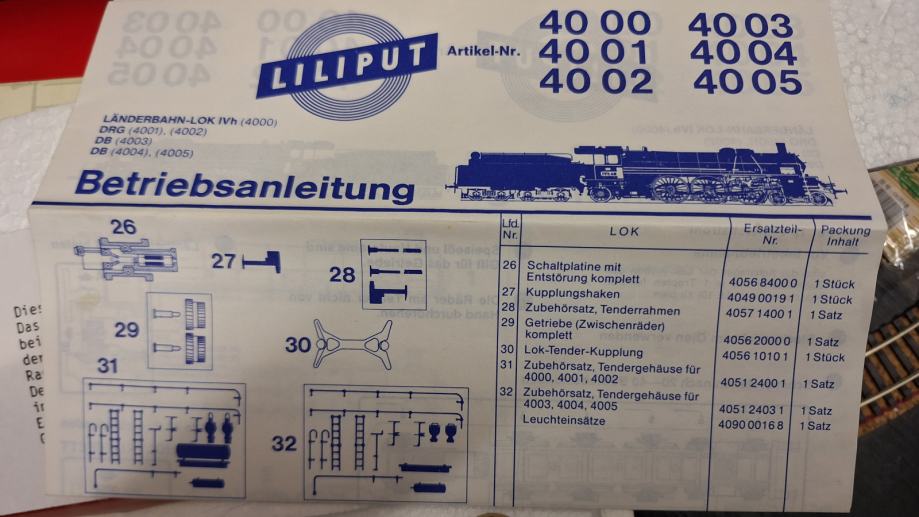 LILIPUT
Artikel-Nr.
40 00 40 03
40 01 40 04
40 02 40 05
LÄNDERBAHN-LOK IVh (4000)
DRG (4001), (4002)
DB (4003)
DB (4004), (4005)
Betriebsanleitung
26
27
28
29
30
31
32
Lfd. Nr. LOK Ersatzteil-Nr. Packung Inhalt
26 Schaltplatine mit
Entstörung komplett 4056 8400 0 1 Stück
27 Kupplungshaken 4049 0019 1 1 Stück
28 Zubehörsatz, Tenderrahmen 4057 1400 1 1 Satz
29 Getriebe (Zwischenräder)
komplett 4056 2000 0 1 Satz
30 Lok-Tender-Kupplung 4056 1010 1 1 Stück
31 Zubehörsatz, Tendergehäuse für
4000, 4001, 4002 4051 2400 1 1 Satz
32 Zubehörsatz, Tendergehäuse für
4003, 4004, 4005 4051 2403 1 1 Satz
Leuchteinsätze 4090 0016 8 1 Satz
Das
bei
der